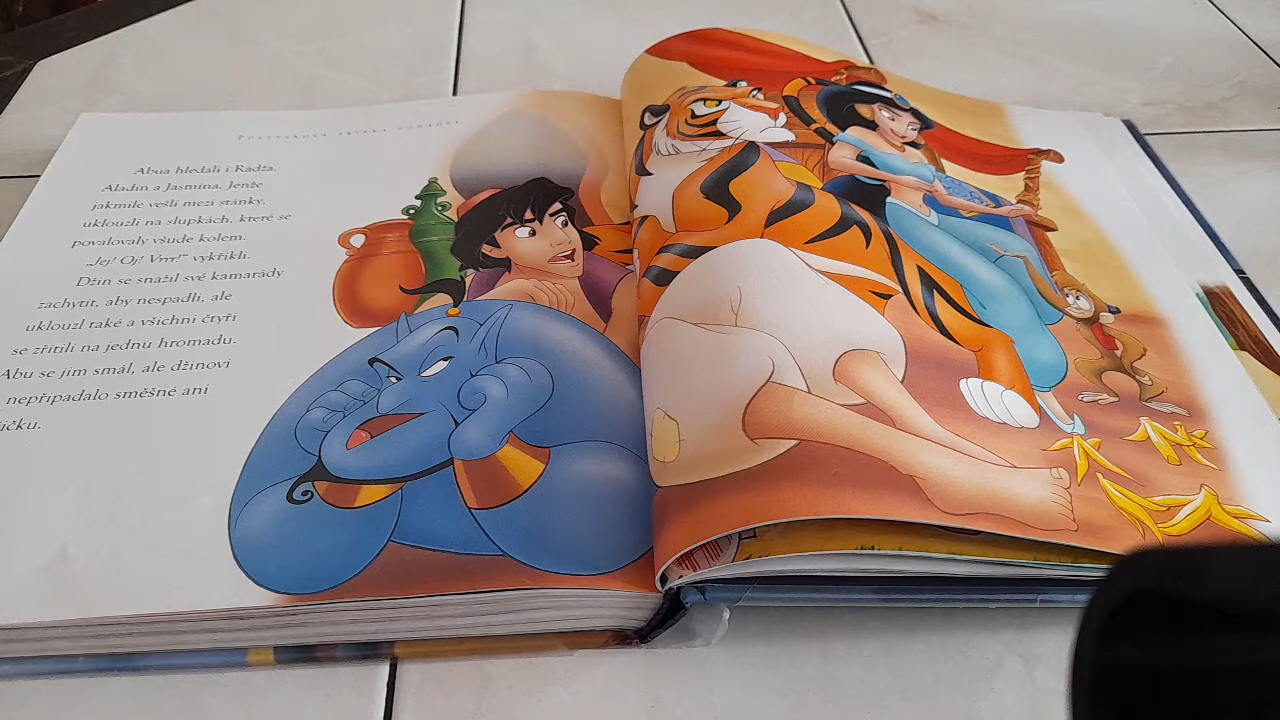 Abua hledali i Rádža,
Aladin a Jasmína. Jenže
jakmile vešli mezi stánky,
uklouzli na slupkách, které se
povalovaly všude kolem.
„Jej! Oj! Vrrr!“ vykřikli.
Džin se snažil své kamarády
zachytit, aby nespadli, ale
uklouzl také a všichni čtyři
se zřítili na jednu hromadu.
Abu se jim smál, ale džinovi
nepřipadalo směšné ani